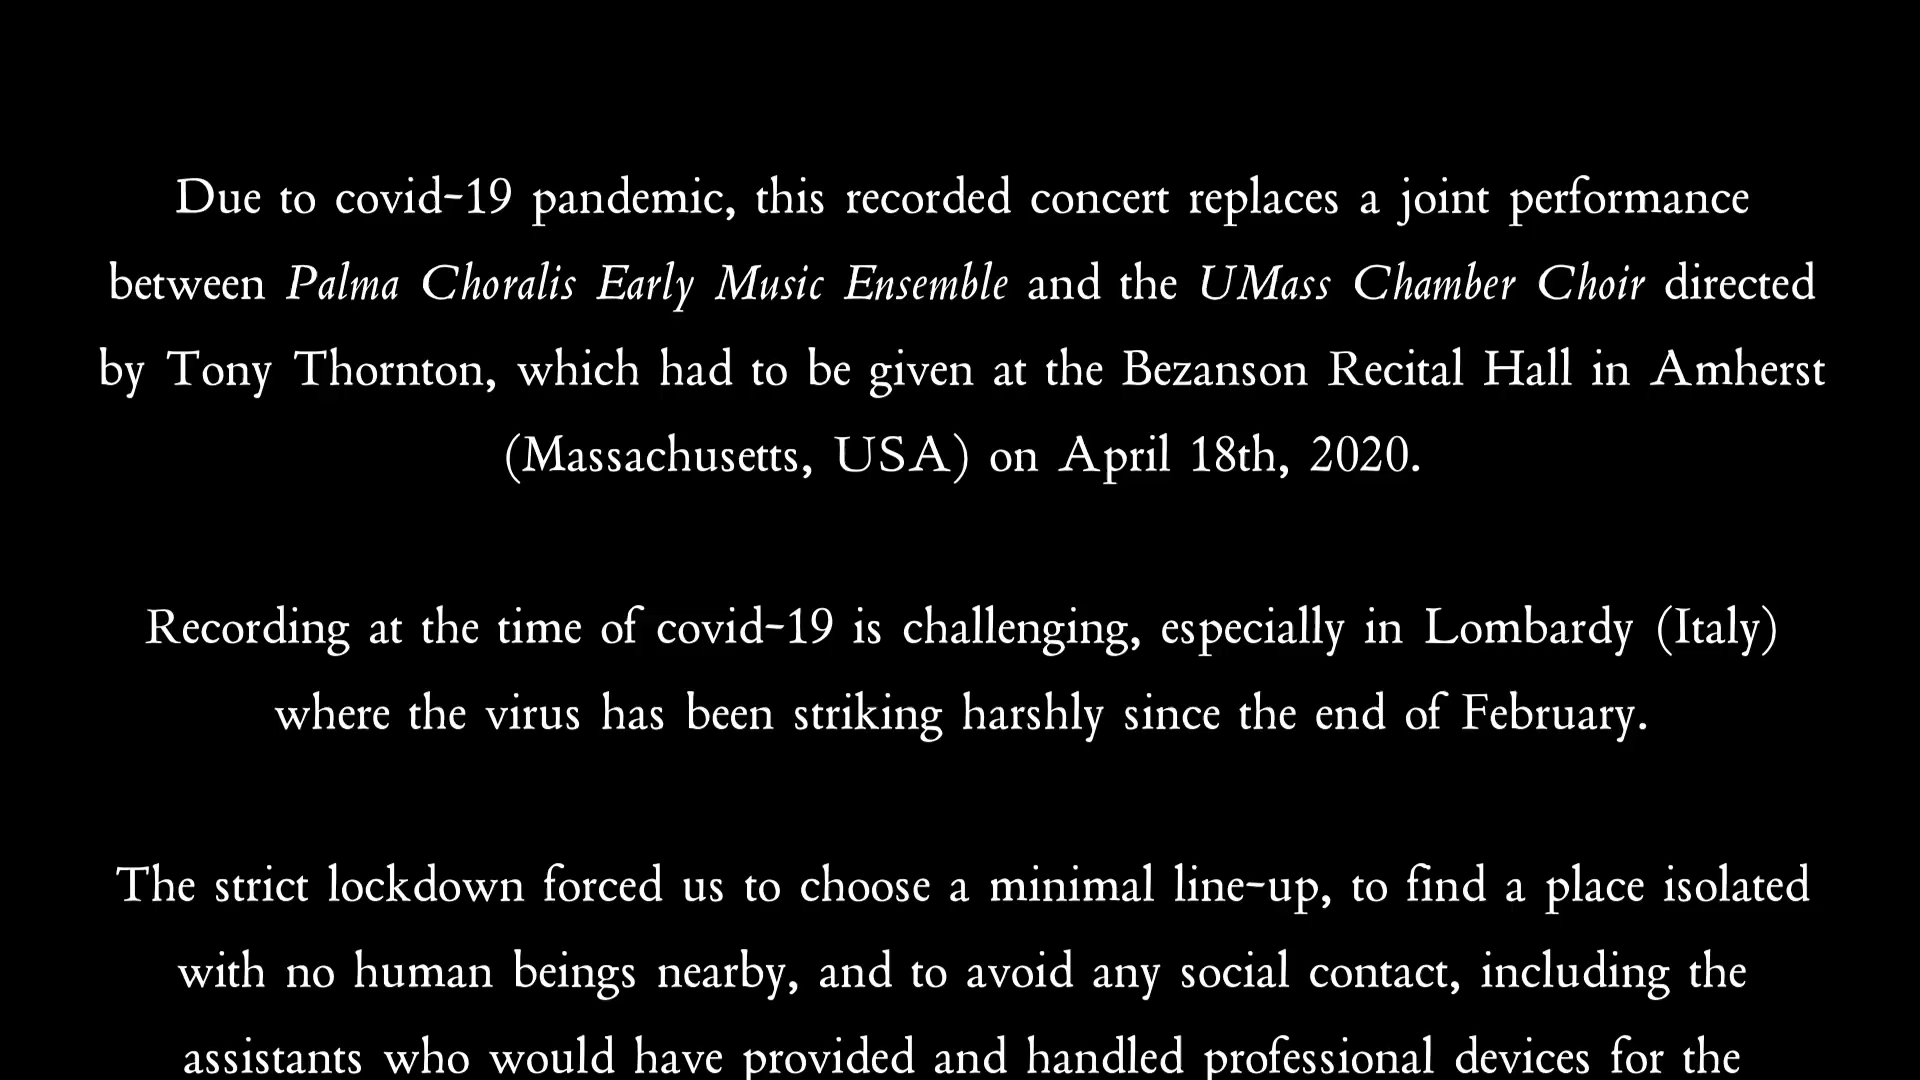 Due to covid-19 pandemic, this recorded concert replaces a joint performance
between Palma Choralis Early Music Ensemble and the UMass Chamber Choir directed
by Tony Thornton, which had to be given at the Bezanson Recital Hall in Amherst
(Massachusetts, USA) on April 18th, 2020.
Recording at the time of covid-19 is challenging, especially in Lombardy (Italy)
where the virus has been striking harshly since the end of February.
The strict lockdown forced us to choose a minimal line-up, to find a place isolated
with no human beings nearby, and to avoid any social contact, including the
assistants who would have provided and handled professional devices for the